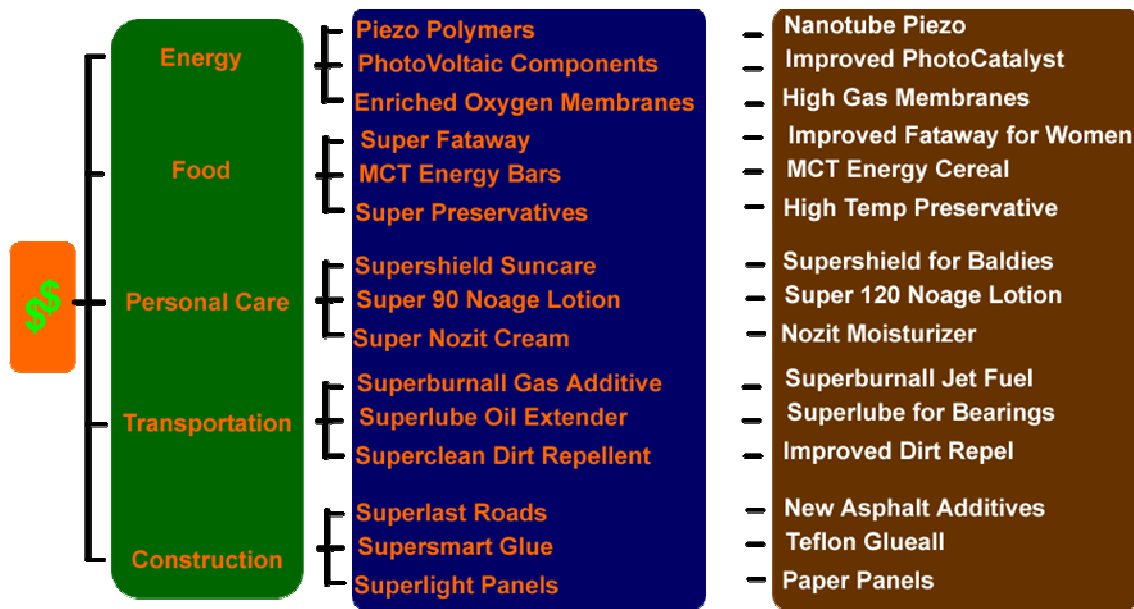 $$
Energy
Piezo Polymers
Nanotube Piezo
PhotoVoltaic Components
Improved PhotoCatalyst
Enriched Oxygen Membranes
High Gas Membranes
Food
Super Fataway
Improved Fataway for Women
MCT Energy Bars
MCT Energy Cereal
Super Preservatives
High Temp Preservative
Personal Care
Supershield Suncare
Supershield for Baldies
Super 90 Noage Lotion
Super 120 Noage Lotion
Super Nozit Cream
Nozit Moisturizer
Transportation
Superburnall Gas Additive
Superburnall Jet Fuel
Superlube Oil Extender
Superlube for Bearings
Superclean Dirt Repellent
Improved Dirt Repel
Construction
Superlast Roads
New Asphalt Additives
Supersmart Glue
Teflon Glueall
Superlight Panels
Paper Panels